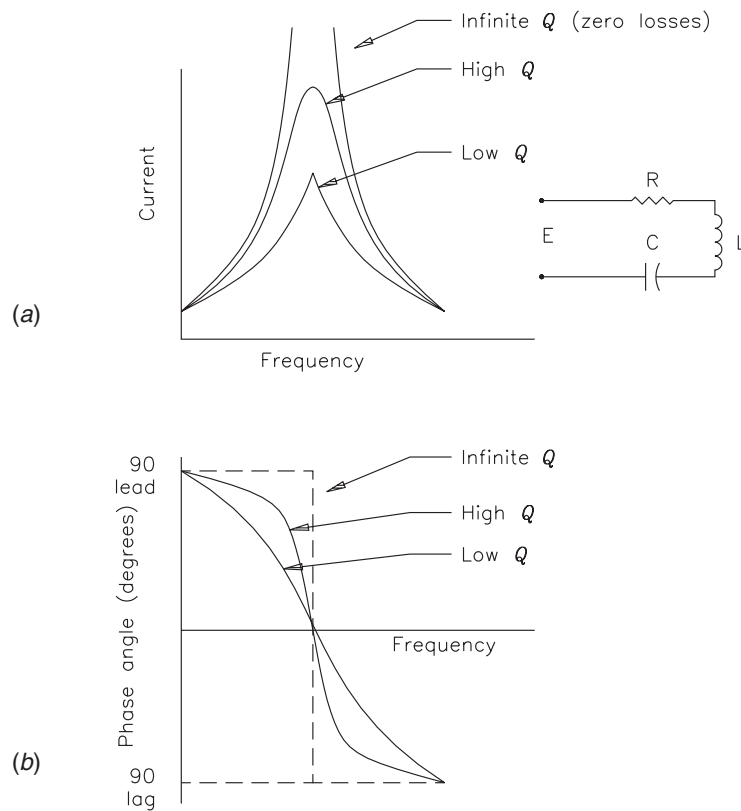 Infinite Q (zero losses)
High Q
Low Q
Current
Frequency
R
E
C
L
(a)
90
lead
Infinite Q
High Q
Low Q
Phase angle (degrees)
Frequency
90
lag
(b)